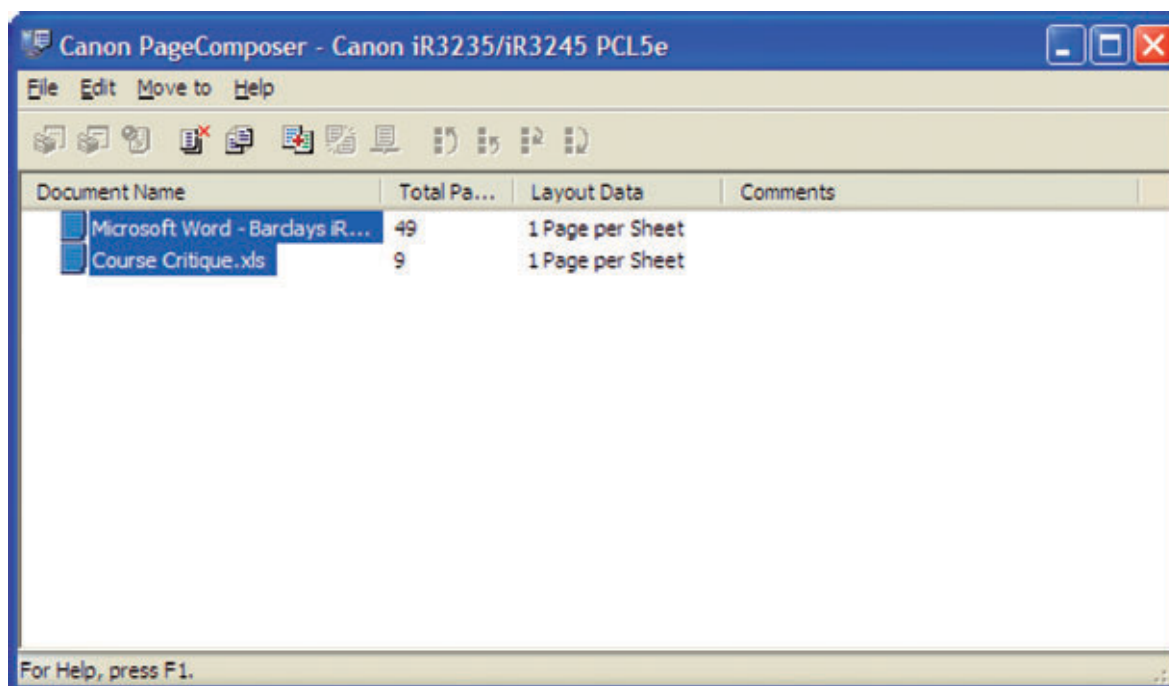 Canon PageComposer - Canon iR3235/iR3245 PCL5e
File Edit Move to Help
Document Name Total Pa... Layout Data Comments
Microsoft Word - Barclays iR... 49 1 Page per Sheet
Course Critique.xls 9 1 Page per Sheet
For Help, press F1.